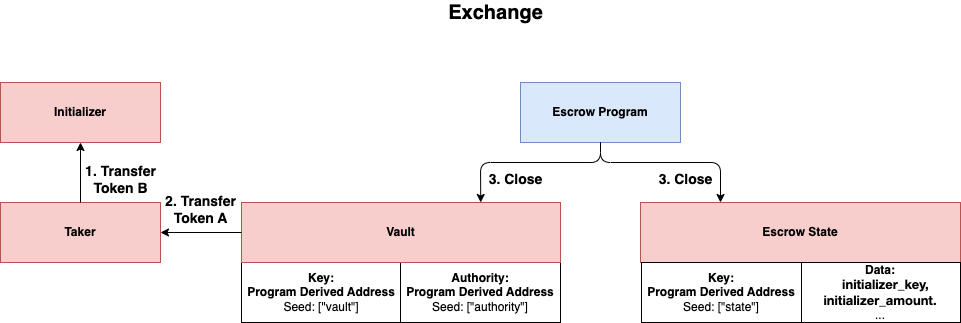 Exchange
Initializer
Escrow Program
1. Transfer
Token B
3. Close
3. Close
2. Transfer
Token A
Taker
Vault
Escrow State
Key:
Program Derived Address
Seed: ["vault"]
Authority:
Program Derived Address
Seed: ["authority"]
Key:
Program Derived Address
Seed: ["state"]
Data:
initializer_key,
initializer_amount.
...